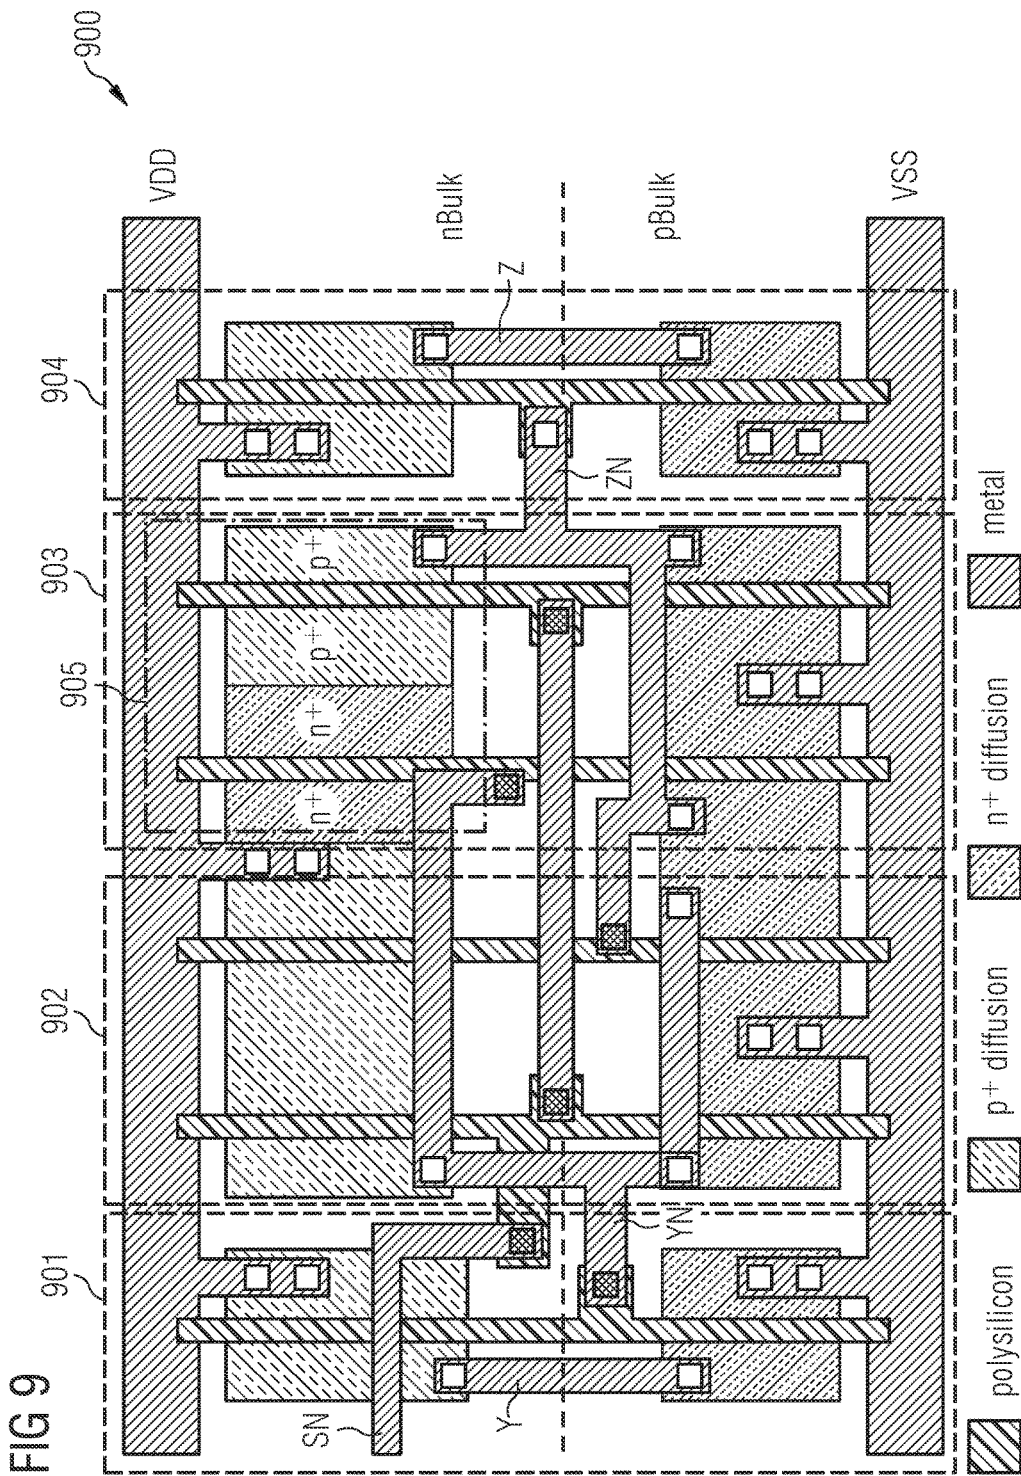 FIG 9
900
901
902
903
904
905
VDD
nBulk
pBulk
VSS
SN
Y
YN
ZN
Z
n+
n+
p+
p+
polysilicon
p+ diffusion
n+ diffusion
metal